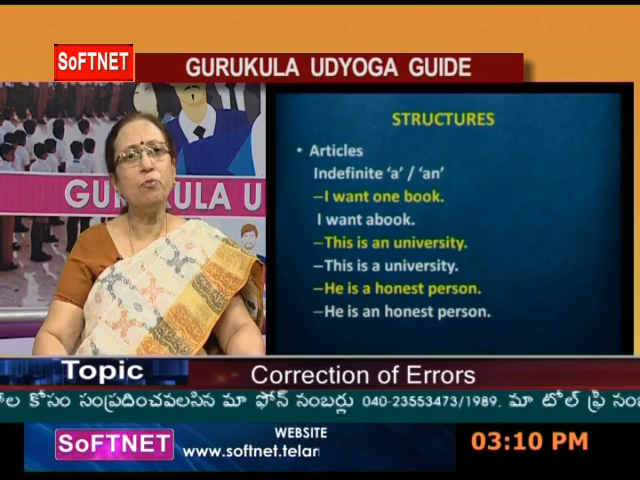 SoFTNET
GURUKULA UDYOGA GUIDE
GURUKULA U
STRUCTURES
• Articles
Indefinite ‘a’ / ‘an’
–I want one book.
I want abook.
–This is an university.
–This is a university.
–He is a honest person.
–He is an honest person.
Topic
Correction of Errors
ాల కోసం సంప్రదించవలసిన మా ఫోన్ నంబర్లు 040-23553473/1989, మా టోల్ ఫ్రీ నంబ
SoFTNET
WEBSITE
www.softnet.telan
03:10 PM